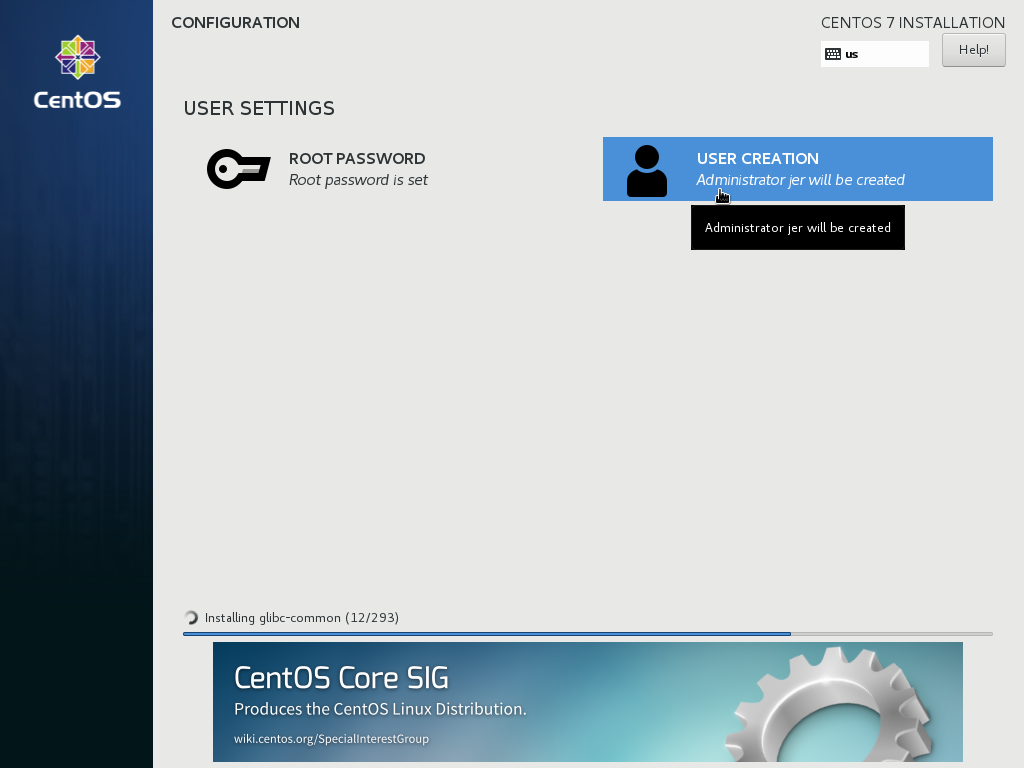 CONFIGURATION
CENTOS 7 INSTALLATION
us
Help!
CentOS
USER SETTINGS
ROOT PASSWORD
Root password is set
USER CREATION
Administrator jer will be created
Administrator jer will be created
Installing glibc-common (12/293)
CentOS Core SIG
Produces the CentOS Linux Distribution.
wiki.centos.org/SpecialInterestGroup